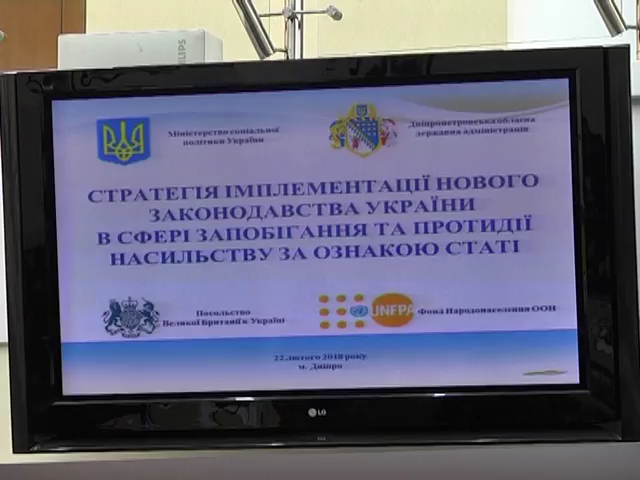 PHILIPS
Міністерство соціальної
політики України
Дніпропетровська обласна
державна адміністрація
СТРАТЕГІЯ ІМПЛЕМЕНТАЦІЇ НОВОГО
ЗАКОНОДАВСТВА УКРАЇНИ
В СФЕРІ ЗАПОБІГАННЯ ТА ПРОТИДІЇ
НАСИЛЬСТВУ ЗА ОЗНАКОЮ СТАТІ
Посольство
Великої Британії в Україні
UNFPA
Фонд Народонаселення ООН
22 лютого 2018 року
м. Дніпро
LG